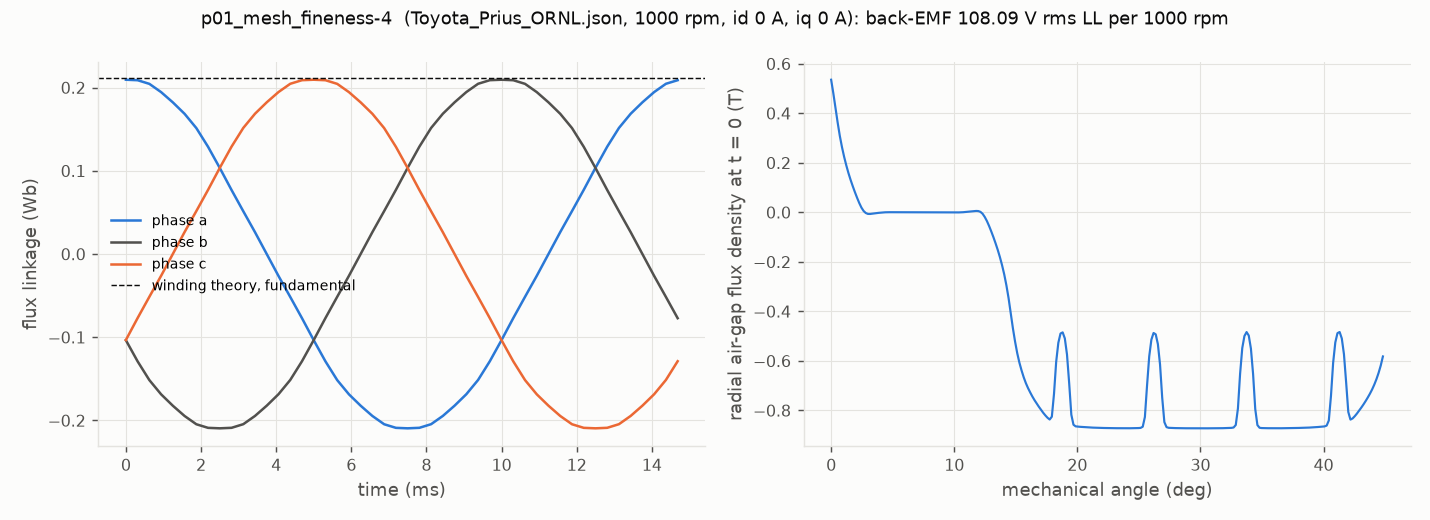 p01_mesh_fineness-4  (Toyota_Prius_ORNL.json, 1000 rpm, id 0 A, iq 0 A): back-EMF 108.09 V rms LL per 1000 rpm
flux linkage (Wb)
0.2
0.1
0.0
−0.1
−0.2
phase a
phase b
phase c
winding theory, fundamental
0 2 4 6 8 10 12 14
time (ms)
radial air-gap flux density at t = 0 (T)
0.6
0.4
0.2
0.0
−0.2
−0.4
−0.6
−0.8
0 10 20 30 40
mechanical angle (deg)